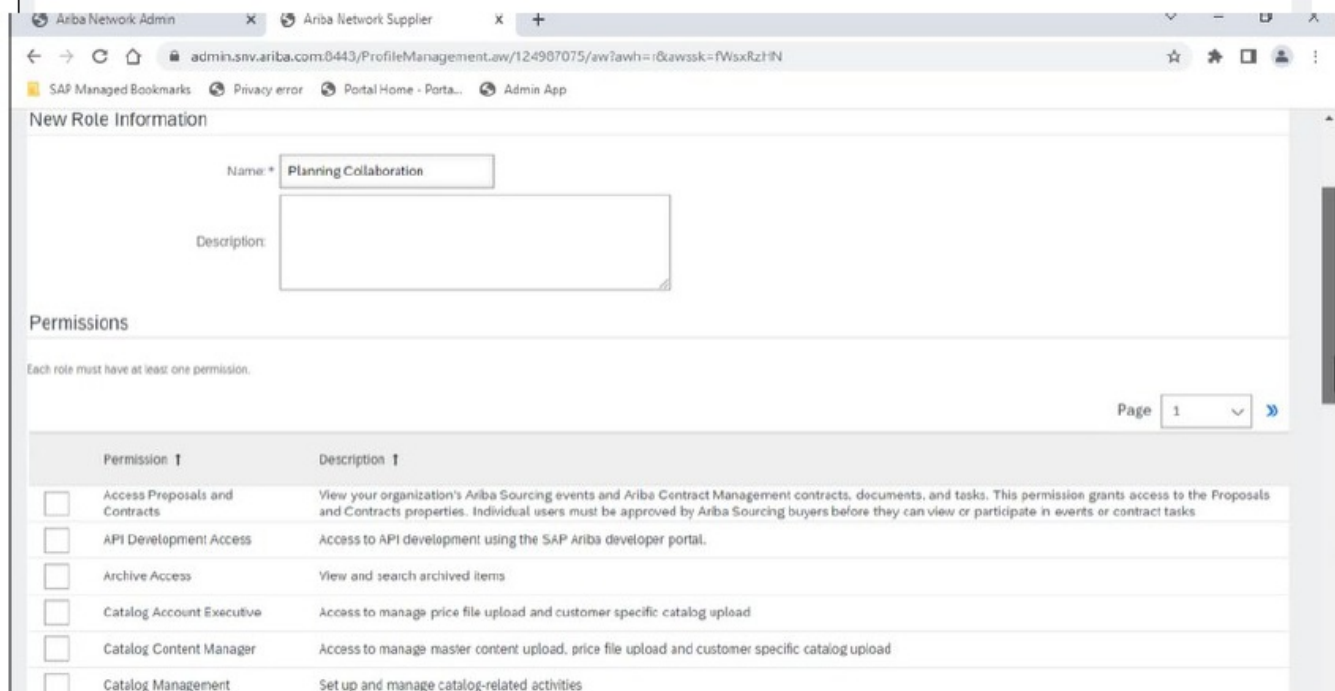 Ariba Network Admin
Ariba Network Supplier
admin.snv.ariba.com:8443/ProfileManagement.aw/124987075/aw?awh=r&awssk=fWsxRzHN
SAP Managed Bookmarks Privacy error Portal Home - Porta... Admin App
New Role Information
Name: * Planning Collaboration
Description:
Permissions
Each role must have at least one permission.
Page 1 »
Permission ↑ Description ↑
Access Proposals and View your organization's Ariba Sourcing events and Ariba Contract Management contracts, documents, and tasks. This permission grants access to the Proposals
Contracts and Contracts properties. Individual users must be approved by Ariba Sourcing buyers before they can view or participate in events or contract tasks
API Development Access Access to API development using the SAP Ariba developer portal.
Archive Access View and search archived items
Catalog Account Executive Access to manage price file upload and customer specific catalog upload
Catalog Content Manager Access to manage master content upload, price file upload and customer specific catalog upload
Catalog Management Set up and manage catalog-related activities